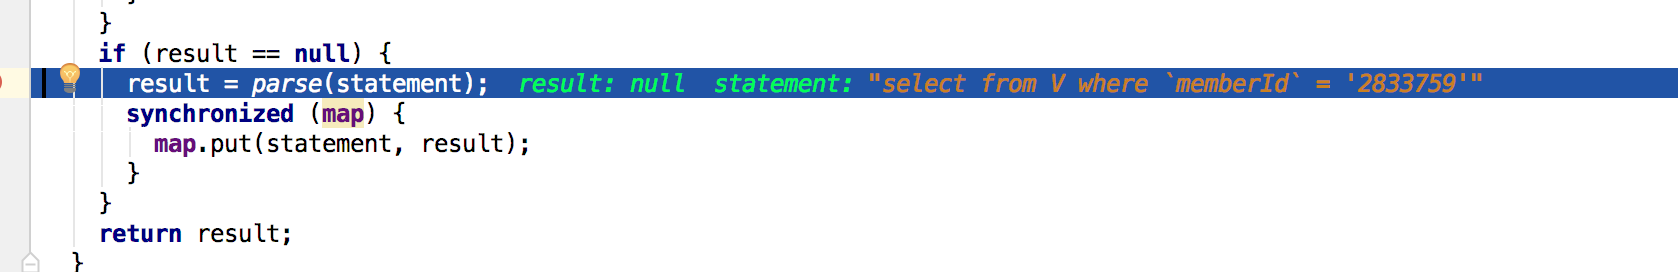 }
if (result == null) {
result = parse(statement); result: null statement: "select from V where `memberId` = '2833759'"
synchronized (map) {
map.put(statement, result);
}
}
return result;
}